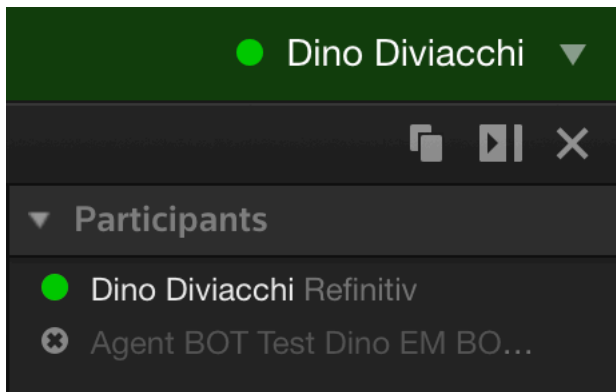 Dino Diviacchi
Participants
Dino Diviacchi Refinitiv
Agent BOT Test Dino EM BO...